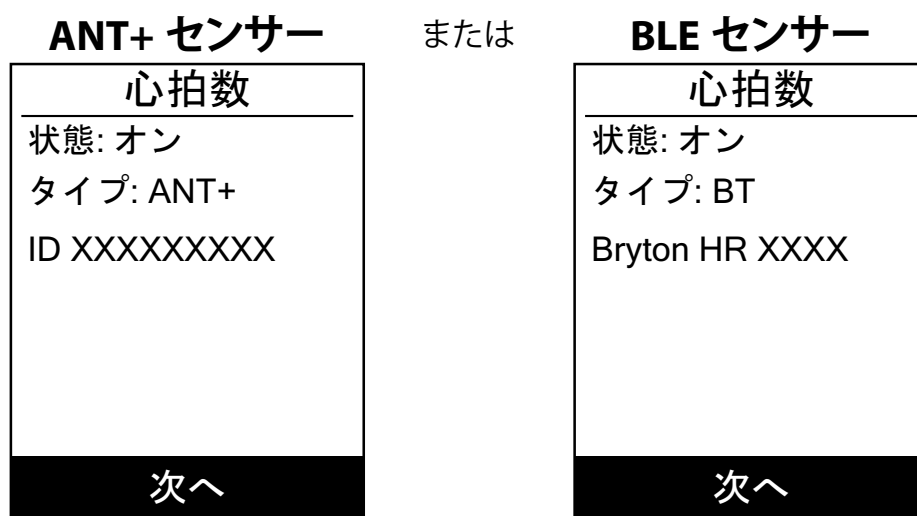 ANT+ センサー
または
BLE センサー
心拍数
状態: オン
タイプ: ANT+
ID XXXXXXXXX
次へ
心拍数
状態: オン
タイプ: BT
Bryton HR XXXX
次へ